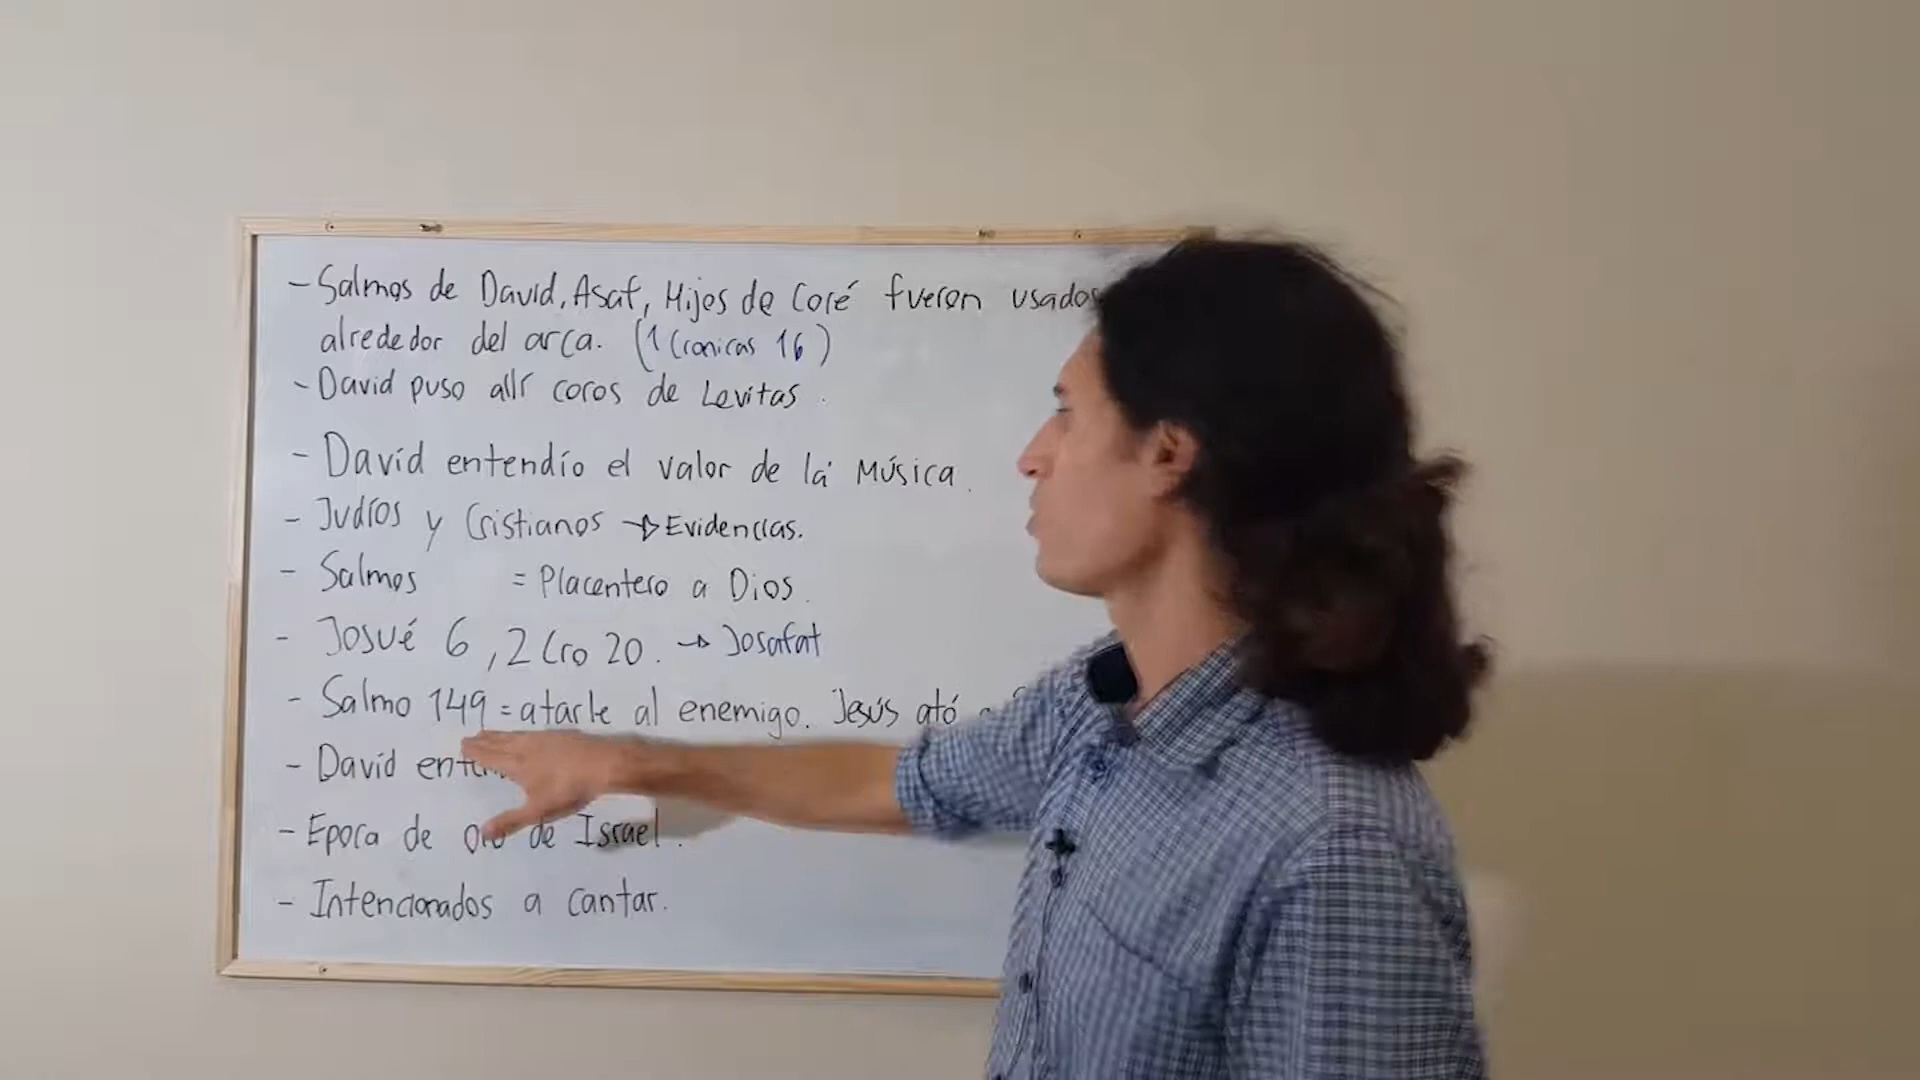 - Salmos de David, Asaf, Hijos de Coré fueron usados
alrededor del arca. (1 Cronicas 16)
- David puso allí coros de Levitas.
- David entendío el valor de la Música.
- Judíos y Cristianos → Evidencias.
- Salmos = Placentero a Dios.
- Josué 6, 2 Cro 20. → Josafat
- Salmo 149 = atarle al enemigo. Jesús ató
- David
- Epoca de oro de Israel.
- Intencionados a cantar.